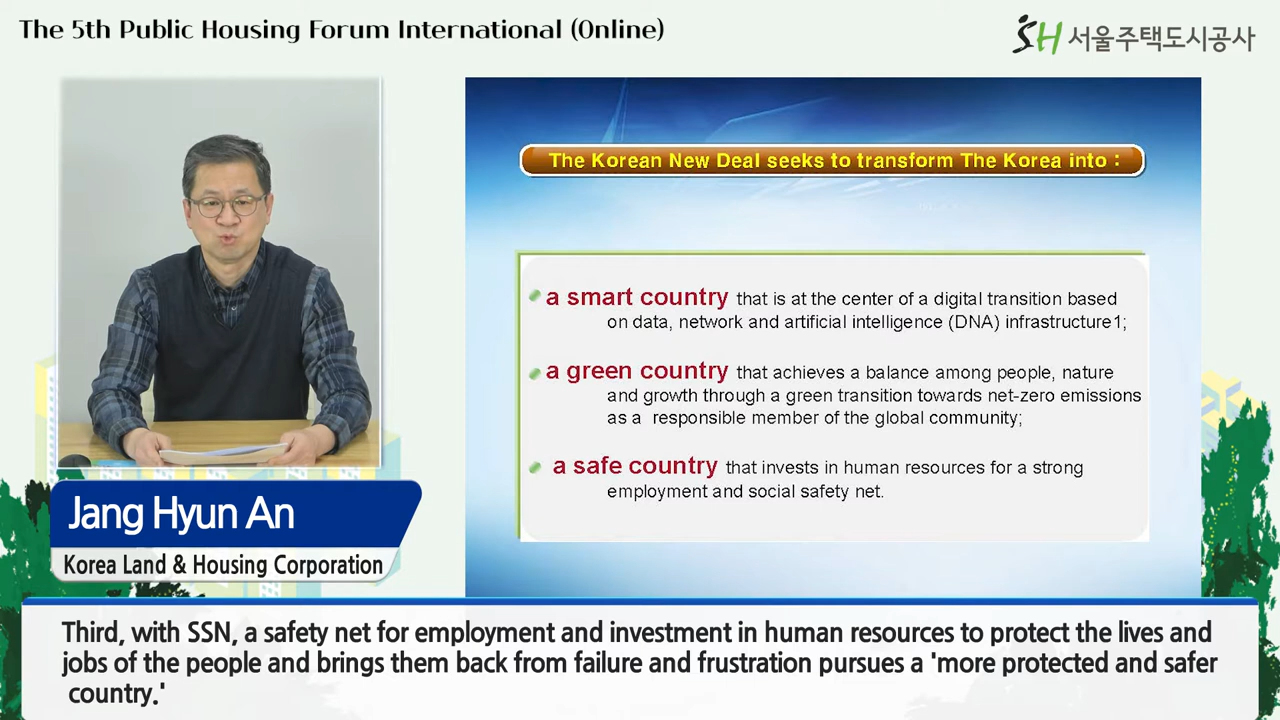 The 5th Public Housing Forum International (Online)
SH 서울주택도시공사
The Korean New Deal seeks to transform The Korea into :
a smart country that is at the center of a digital transition based
on data, network and artificial intelligence (DNA) infrastructure1;
a green country that achieves a balance among people, nature
and growth through a green transition towards net-zero emissions
as a responsible member of the global community;
a safe country that invests in human resources for a strong
employment and social safety net.
Jang Hyun An
Korea Land & Housing Corporation
Third, with SSN, a safety net for employment and investment in human resources to protect the lives and
jobs of the people and brings them back from failure and frustration pursues a 'more protected and safer
country.'